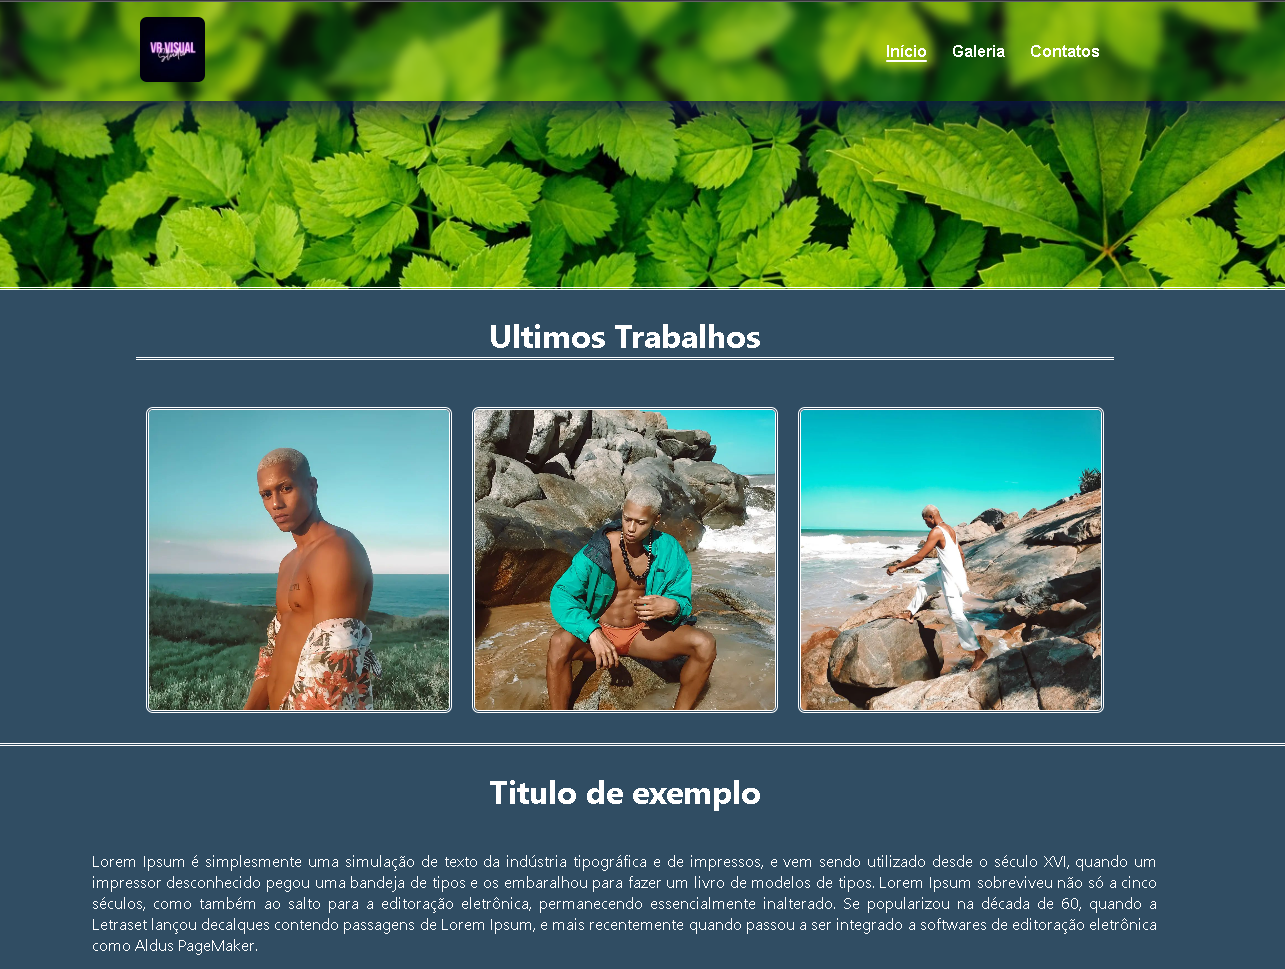 VB VISUAL
Studio
Início Galeria Contatos
Ultimos Trabalhos
Titulo de exemplo
Lorem Ipsum é simplesmente uma simulação de texto da indústria tipográfica e de impressos, e vem sendo utilizado desde o século XVI, quando um
impressor desconhecido pegou uma bandeja de tipos e os embaralhou para fazer um livro de modelos de tipos. Lorem Ipsum sobreviveu não só a cinco
séculos, como também ao salto para a editoração eletrônica, permanecendo essencialmente inalterado. Se popularizou na década de 60, quando a
Letraset lançou decalques contendo passagens de Lorem Ipsum, e mais recentemente quando passou a ser integrado a softwares de editoração eletrônica
como Aldus PageMaker.